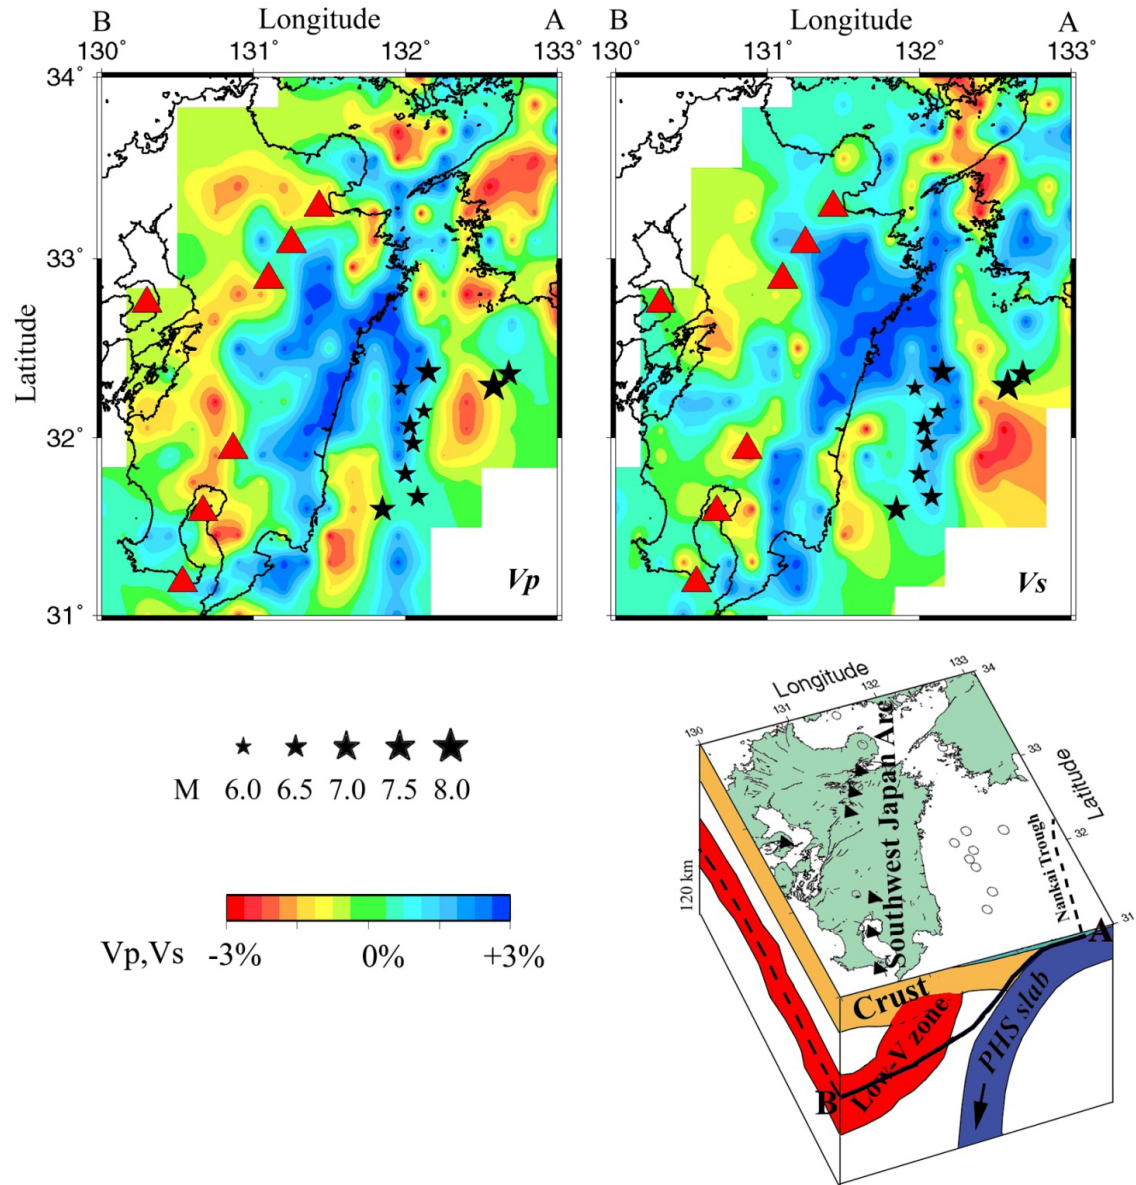 B Longitude A
130° 131° 132° 133°
34°
33°
32°
31°
Latitude
Vp
B Longitude A
130° 131° 132° 133°
Vs
M 6.0 6.5 7.0 7.5 8.0
Vp,Vs -3% 0% +3%
Longitude
130 131 132 133 34
33
32
31
Latitude
Southwest Japan Arc
Nankai Trough
120 km
A
Crust
Low-V zone
PHS slab
B